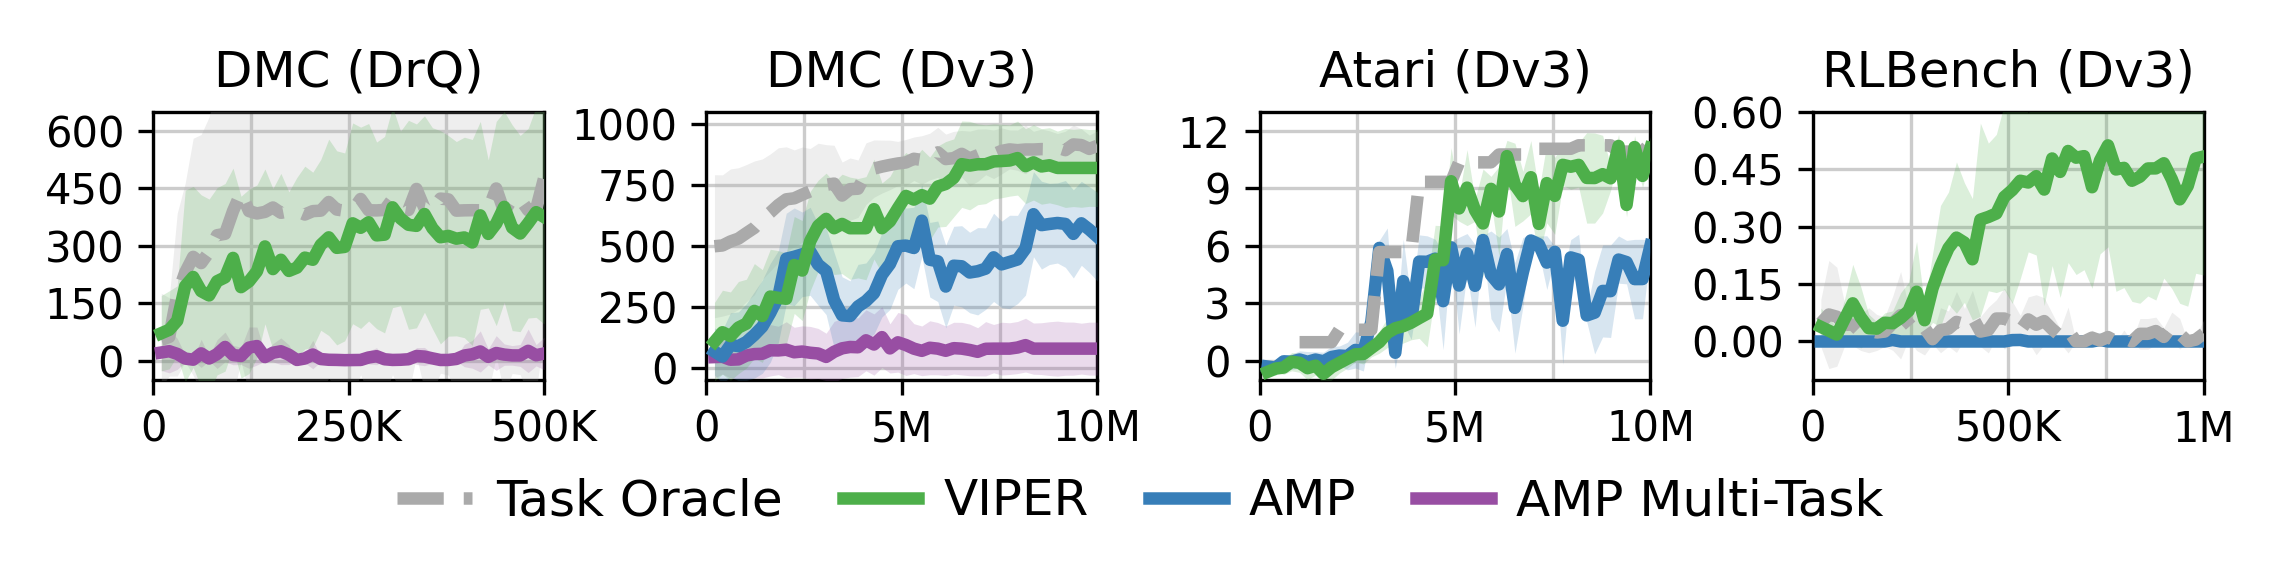 DMC (DrQ)
600
450
300
150
0
0
250K
500K
DMC (Dv3)
1000
750
500
250
0
0
5M
10M
Atari (Dv3)
12
9
6
3
0
0
5M
10M
RLBench (Dv3)
0.60
0.45
0.30
0.15
0.00
0
500K
1M
Task Oracle
VIPER
AMP
AMP Multi-Task